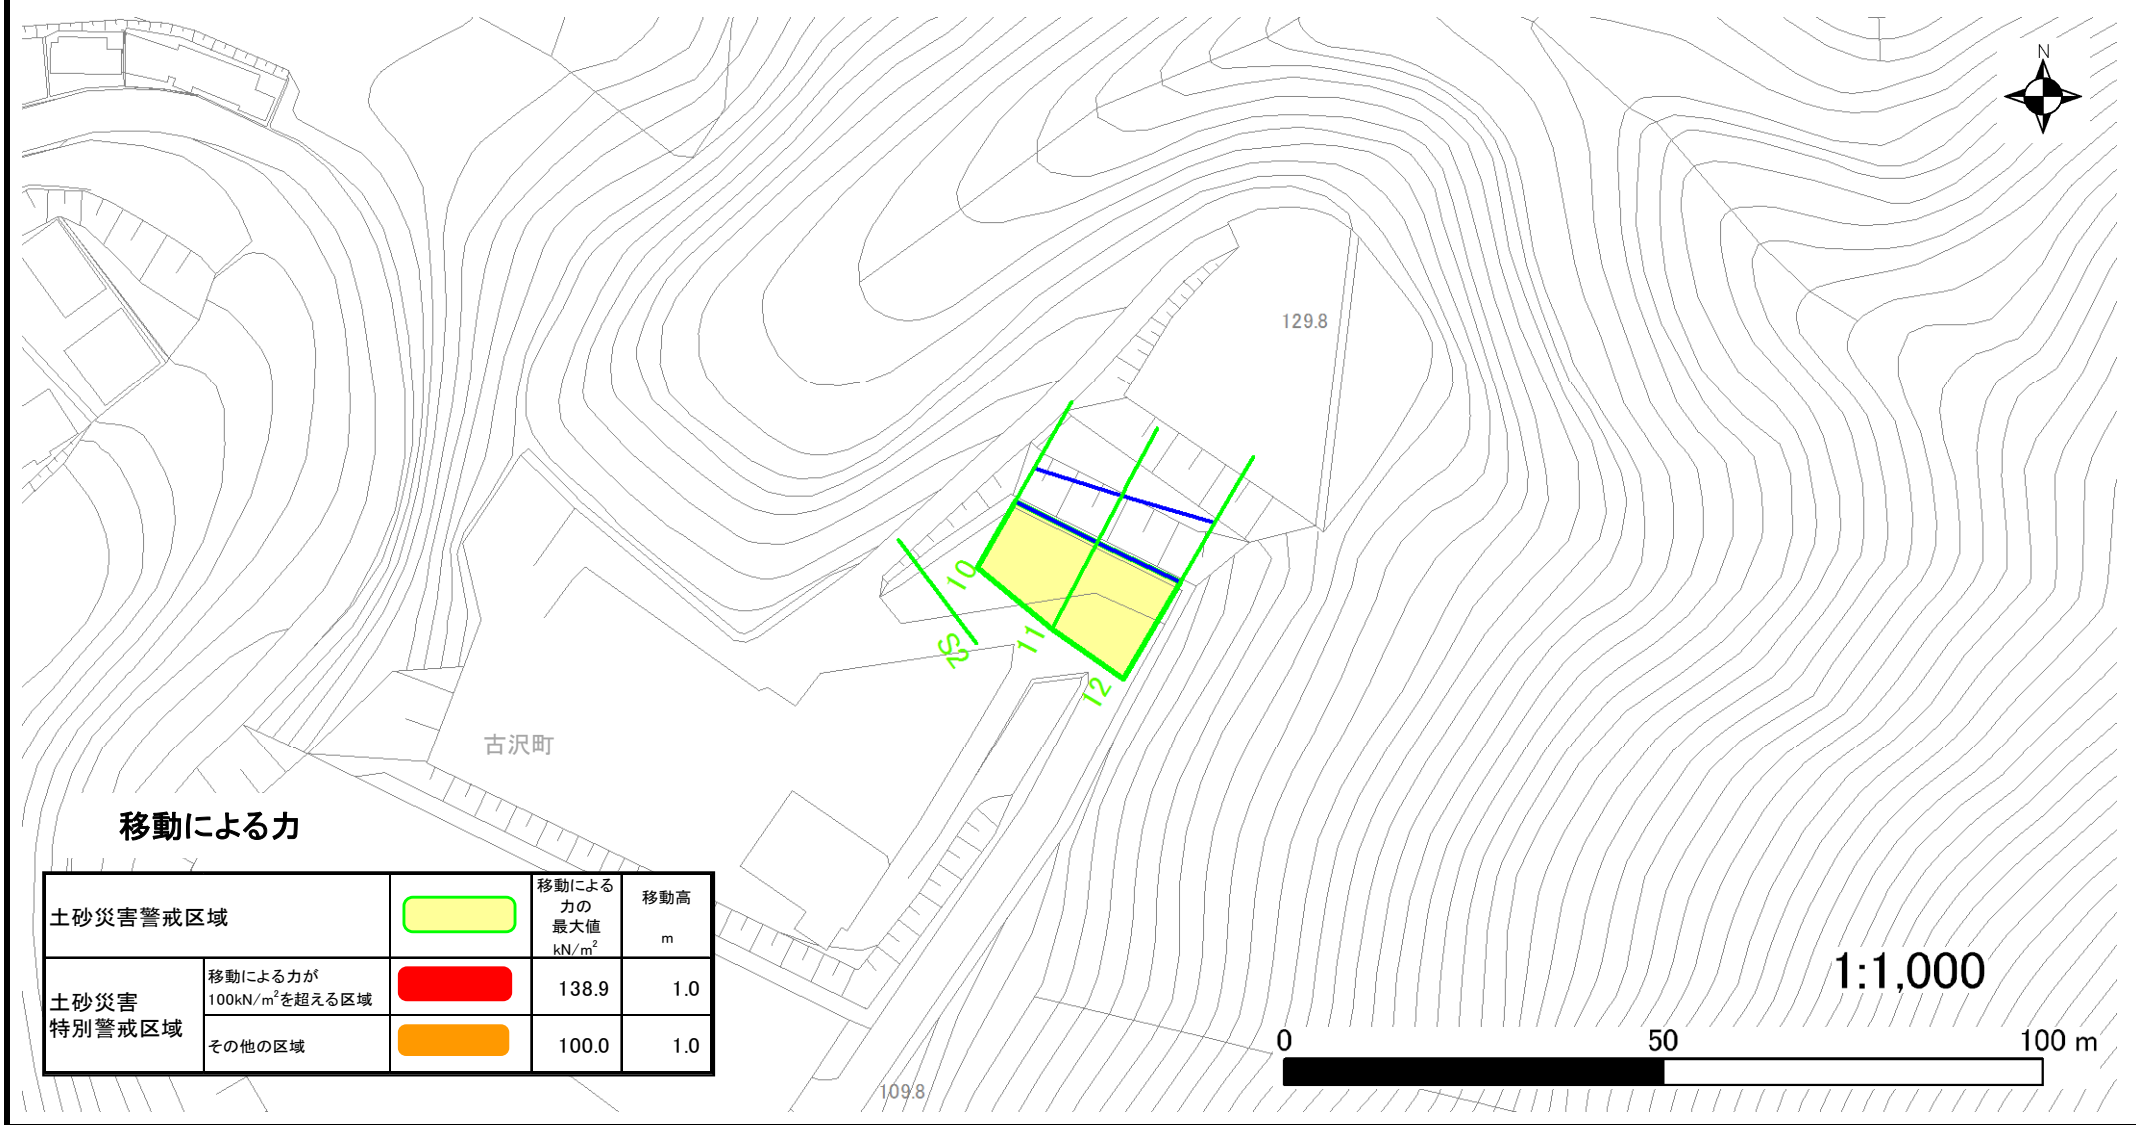 N
129.8
10
S2
11
12
古沢町
移動による力
土砂災害警戒区域
移動による
力の
最大値
kN/m²
移動高
m
土砂災害
特別警戒区域
移動による力が
100kN/m²を超える区域
138.9
1.0
その他の区域
100.0
1.0
1:1,000
0
50
100 m
109.8